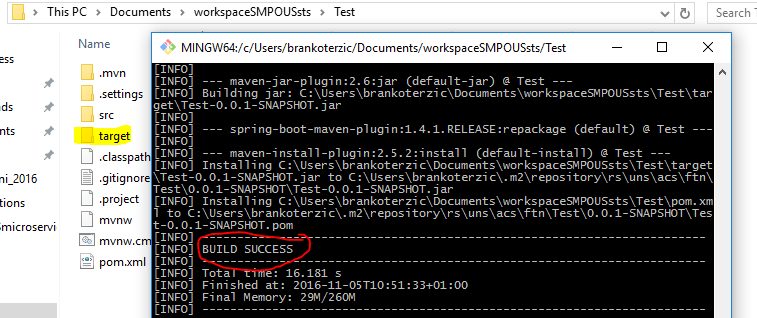 This PC > Documents > workspaceSMPOUSsts > Test
Search
Name
.mvn
.settings
src
target
.classpath
.gitignore
.project
mvnw
mvnw.cm
pom.xml
ni_2016
microservic
MINGW64:/c/Users/brankoterzic/Documents/workspaceSMPOUSsts/Test
[INFO]
[INFO] --- maven-jar-plugin:2.6:jar (default-jar) @ Test ---
[INFO] Building jar: C:\Users\brankoterzic\Documents\workspaceSMPOUSsts\Test\tar
get\Test-0.0.1-SNAPSHOT.jar
[INFO]
[INFO] --- spring-boot-maven-plugin:1.4.1.RELEASE:repackage (default) @ Test ---
[INFO]
[INFO] --- maven-install-plugin:2.5.2:install (default-install) @ Test ---
[INFO] Installing C:\Users\brankoterzic\Documents\workspaceSMPOUSsts\Test\target
\Test-0.0.1-SNAPSHOT.jar to C:\Users\brankoterzic\.m2\repository\rs\uns\acs\ftn\
Test\0.0.1-SNAPSHOT\Test-0.0.1-SNAPSHOT.jar
[INFO] Installing C:\Users\brankoterzic\Documents\workspaceSMPOUSsts\Test\pom.xm
l to C:\Users\brankoterzic\.m2\repository\rs\uns\acs\ftn\Test\0.0.1-SNAPSHOT\Tes
t-0.0.1-SNAPSHOT.pom
[INFO] ------------------------------------------------------------------------
[INFO] BUILD SUCCESS
[INFO] ------------------------------------------------------------------------
[INFO] Total time: 16.181 s
[INFO] Finished at: 2016-11-05T10:51:33+01:00
[INFO] Final Memory: 29M/260M
[INFO] ------------------------------------------------------------------------